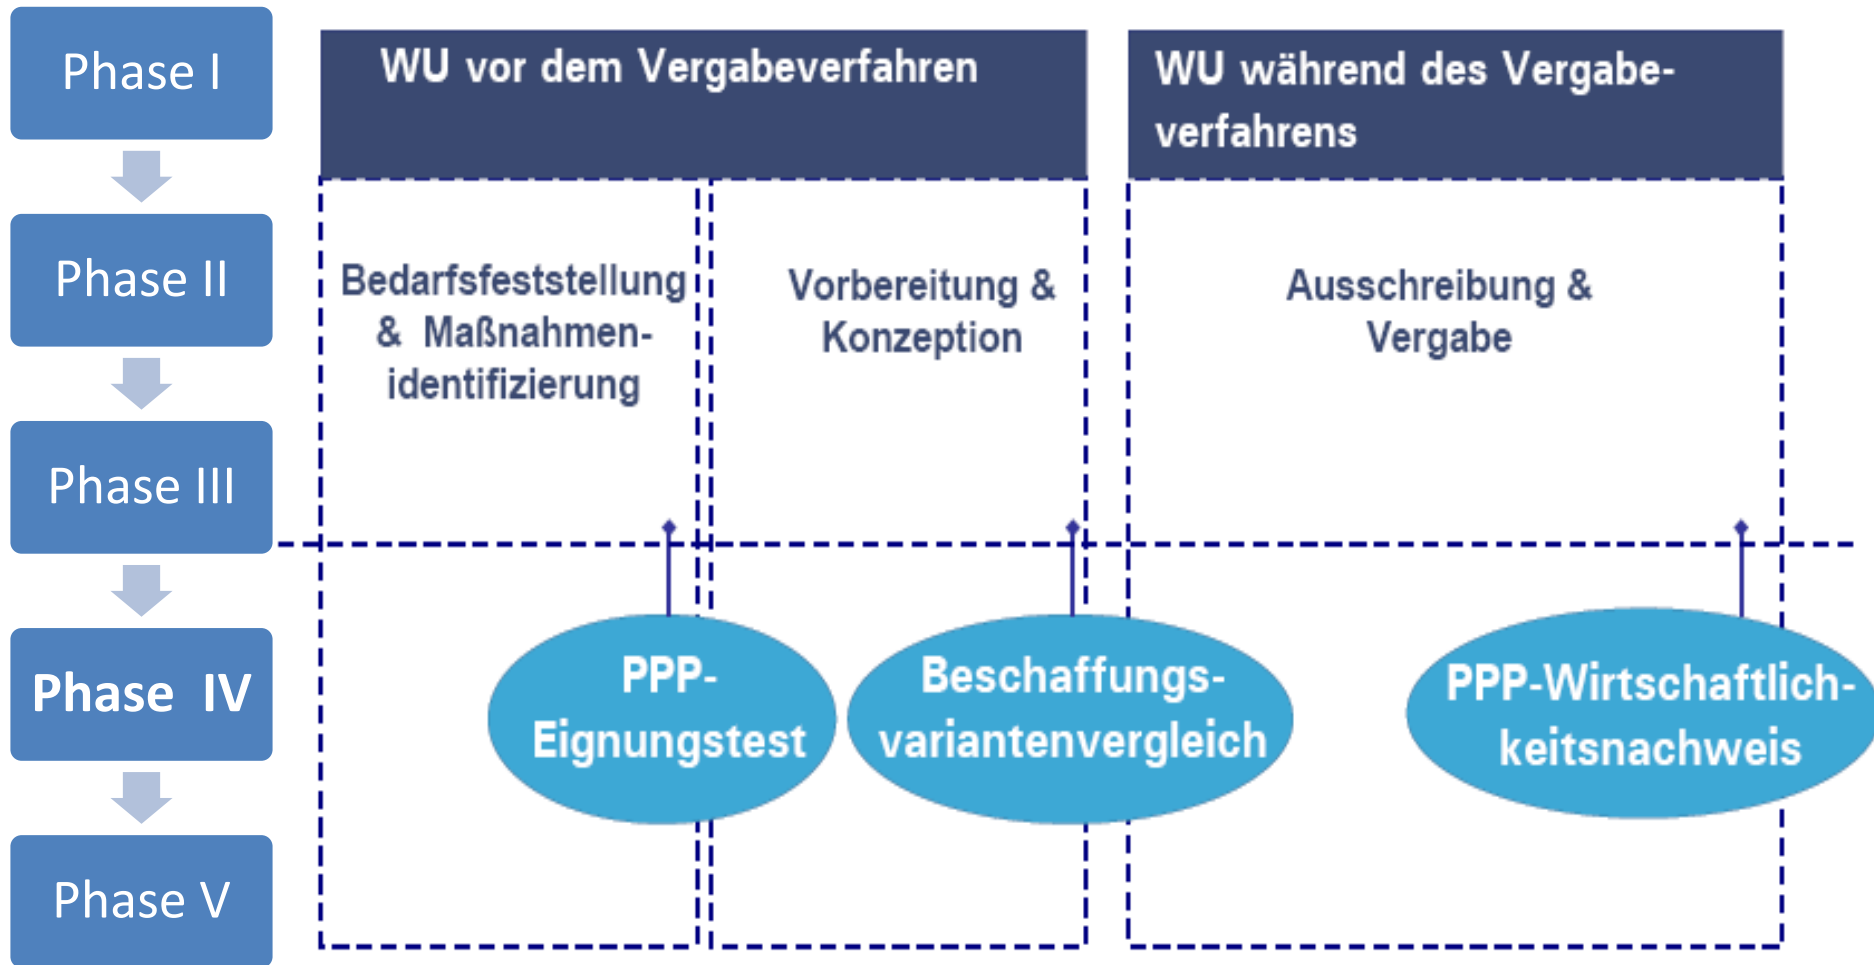 Phase I
Phase II
Phase III
Phase IV
Phase V
WU vor dem Vergabeverfahren
WU während des Vergabe-
verfahrens
Bedarfsfeststellung
& Maßnahmen-
identifizierung
Vorbereitung &
Konzeption
Ausschreibung &
Vergabe
PPP-
Eignungstest
Beschaffungs-
variantenvergleich
PPP-Wirtschaftlich-
keitsnachweis